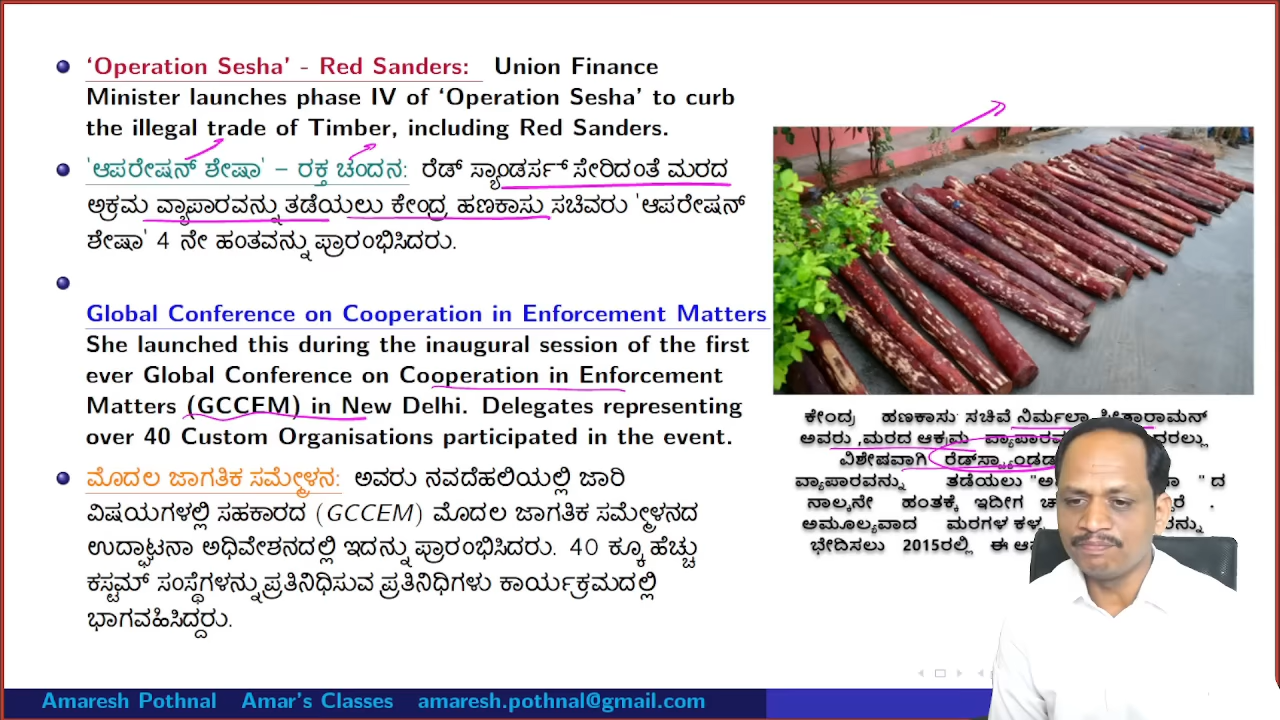 ‘Operation Sesha’ - Red Sanders: Union Finance
Minister launches phase IV of ‘Operation Sesha’ to curb
the illegal trade of Timber, including Red Sanders.
'ಆಪರೇಷನ್ ಶೇಷಾ' – ರಕ್ತ ಚಂದನ: ರೆಡ್ ಸ್ಯಾಂಡರ್ಸ್ ಸೇರಿದಂತೆ ಮರದ
ಅಕ್ರಮ ವ್ಯಾಪಾರವನ್ನು ತಡೆಯಲು ಕೇಂದ್ರ ಹಣಕಾಸು ಸಚಿವರು 'ಆಪರೇಷನ್
ಶೇಷಾ' 4 ನೇ ಹಂತವನ್ನು ಪ್ರಾರಂಭಿಸಿದರು.
Global Conference on Cooperation in Enforcement Matters
She launched this during the inaugural session of the first
ever Global Conference on Cooperation in Enforcement
Matters (GCCEM) in New Delhi. Delegates representing
over 40 Custom Organisations participated in the event.
ಮೊದಲ ಜಾಗತಿಕ ಸಮ್ಮೇಳನ: ಅವರು ನವದೆಹಲಿಯಲ್ಲಿ ಜಾರಿ
ವಿಷಯಗಳಲ್ಲಿ ಸಹಕಾರದ (GCCEM) ಮೊದಲ ಜಾಗತಿಕ ಸಮ್ಮೇಳನದ
ಉದ್ಘಾಟನಾ ಅಧಿವೇಶನದಲ್ಲಿ ಇದನ್ನು ಪ್ರಾರಂಭಿಸಿದರು. 40 ಕ್ಕೂ ಹೆಚ್ಚು
ಕಸ್ಟಮ್ ಸಂಸ್ಥೆಗಳನ್ನು ಪ್ರತಿನಿಧಿಸುವ ಪ್ರತಿನಿಧಿಗಳು ಕಾರ್ಯಕ್ರಮದಲ್ಲಿ
ಭಾಗವಹಿಸಿದ್ದರು.
ಕೇಂದ್ರ ಹಣಕಾಸು ಸಚಿವೆ ನಿರ್ಮಲಾ ಸೀತಾರಾಮನ್
ಅವರು ,ಮರದ ಆಕ್ರಮ
ವಿಶೇಷವಾಗಿ
ವ್ಯಾಪಾರವನ್ನು ತಡೆಯಲು " ದ
ನಾಲ್ಕನೇ ಹಂತಕ್ಕೆ ಇದೀಗ .
ಅಮೂಲ್ಯವಾದ ಮರಗಳ
ಭೇದಿಸಲು 2015ರಲ್ಲಿ ಈ
Amaresh Pothnal Amar's Classes amaresh.pothnal@gmail.com